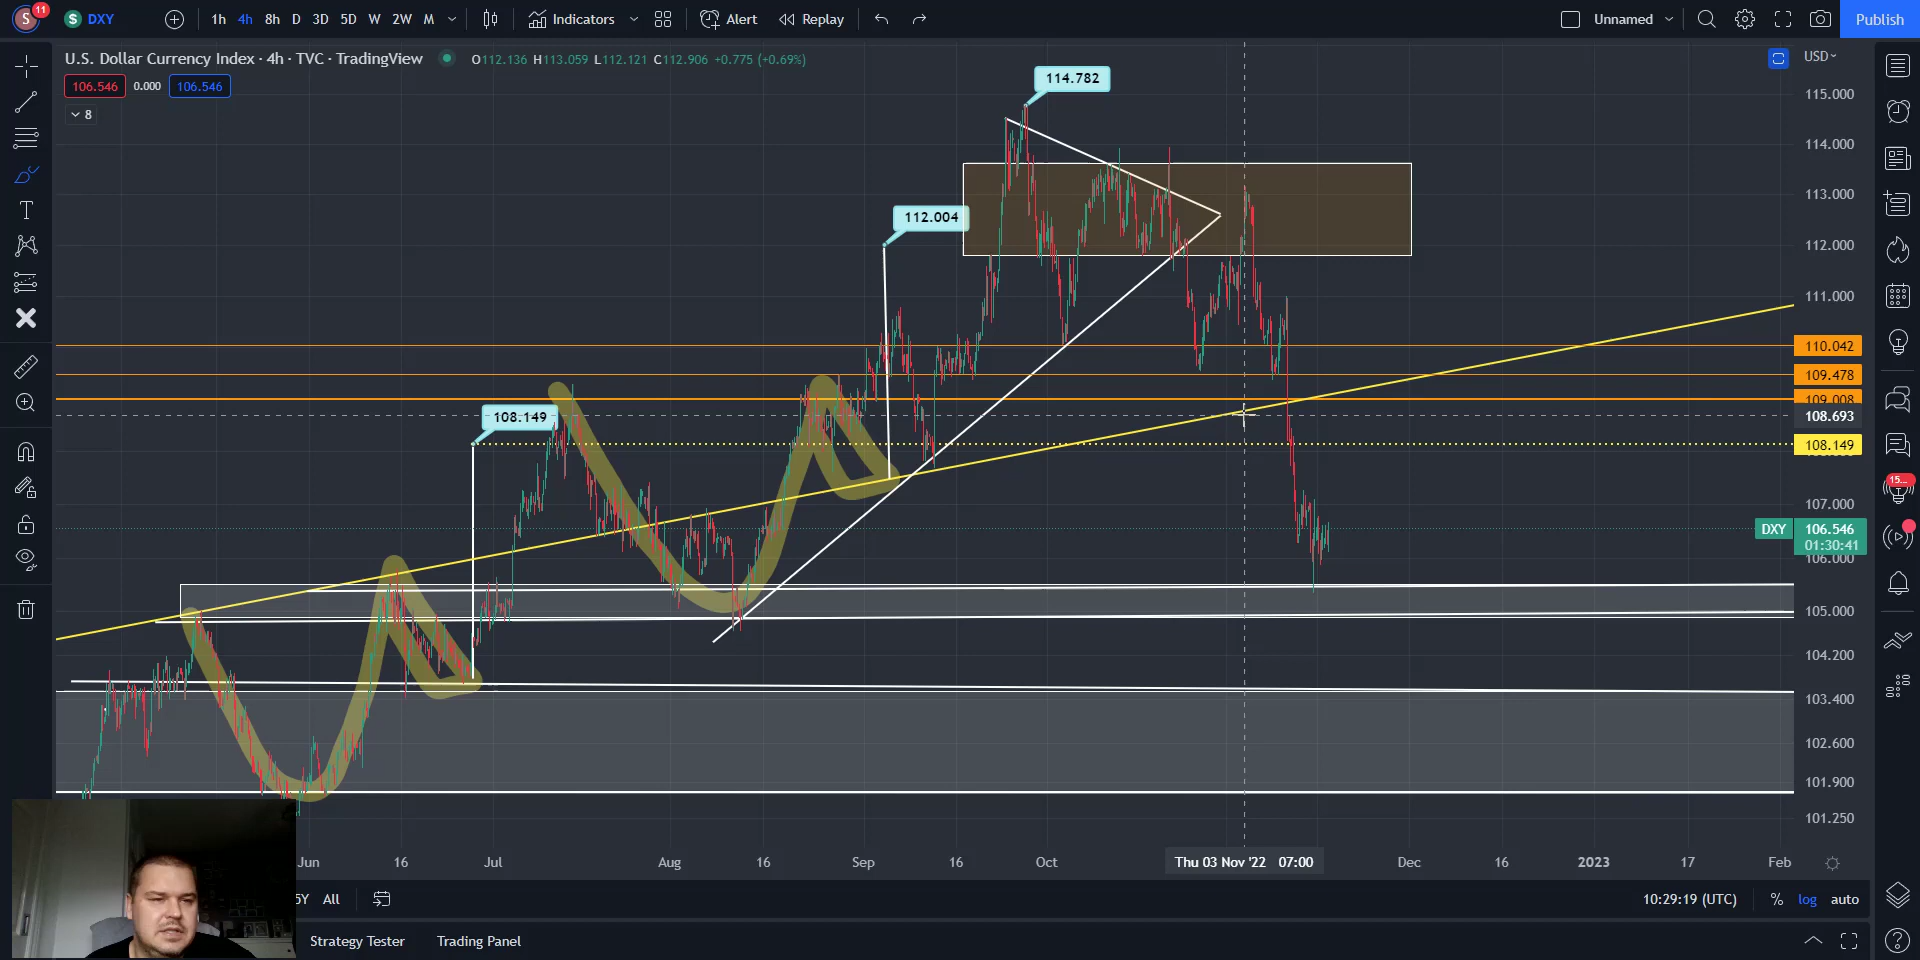 S
11
$ DXY
1h 4h 8h D 3D 5D W 2W M
Indicators
Alert
Replay
Unnamed
Publish
U.S. Dollar Currency Index · 4h · TVC · TradingView
O112.136 H113.059 L112.121 C112.906 +0.775 (+0.69%)
USD
106.546 0.000 106.546
8
114.782
112.004
108.149
115.000
114.000
113.000
112.000
111.000
110.042
109.478
109.008
108.693
108.149
107.000
DXY 106.546
01:30:41
106.000
105.000
104.200
103.400
102.600
101.900
101.250
15...
T
Jun 16 Jul Aug 16 Sep 16 Oct Thu 03 Nov '22 07:00 Dec 16 2023 17 Feb
5Y All
10:29:19 (UTC) % log auto
Strategy Tester Trading Panel